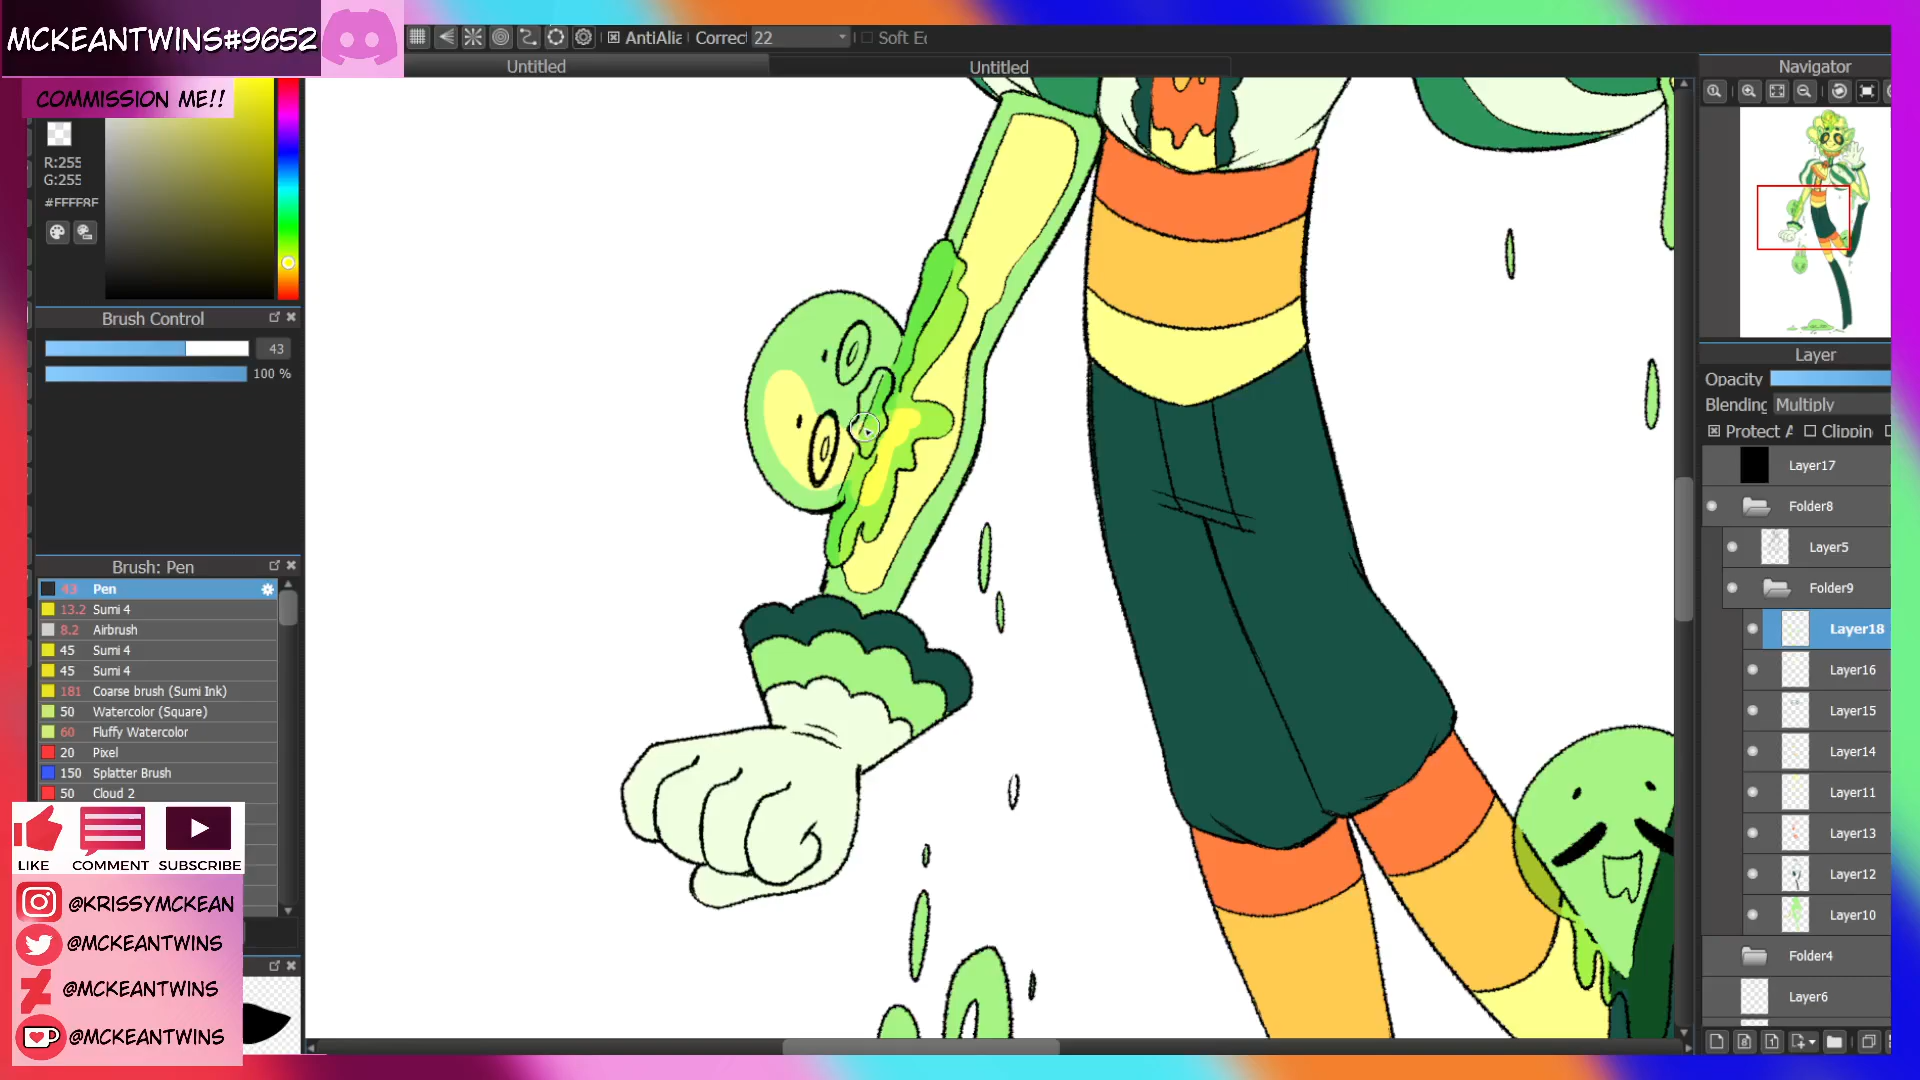 MCKEANTWINS#9652
COMMISSION ME!!
AntiAlia
Correct
22
Soft Ed
Untitled
Untitled
Navigator
R:255
G:255
#FFFF8F
Brush Control
43
100 %
Brush: Pen
43 Pen
13.2 Sumi 4
8.2 Airbrush
45 Sumi 4
45 Sumi 4
181 Coarse brush (Sumi Ink)
50 Watercolor (Square)
60 Fluffy Watercolor
20 Pixel
150 Splatter Brush
50 Cloud 2
LIKE COMMENT SUBSCRIBE
@KRISSYMCKEAN
@MCKEANTWINS
@MCKEANTWINS
@MCKEANTWINS
Layer
Opacity
Blending Multiply
Protect A Clippin
Layer17
Folder8
Layer5
Folder9
Layer18
Layer16
Layer15
Layer14
Layer11
Layer13
Layer12
Layer10
Folder4
Layer6